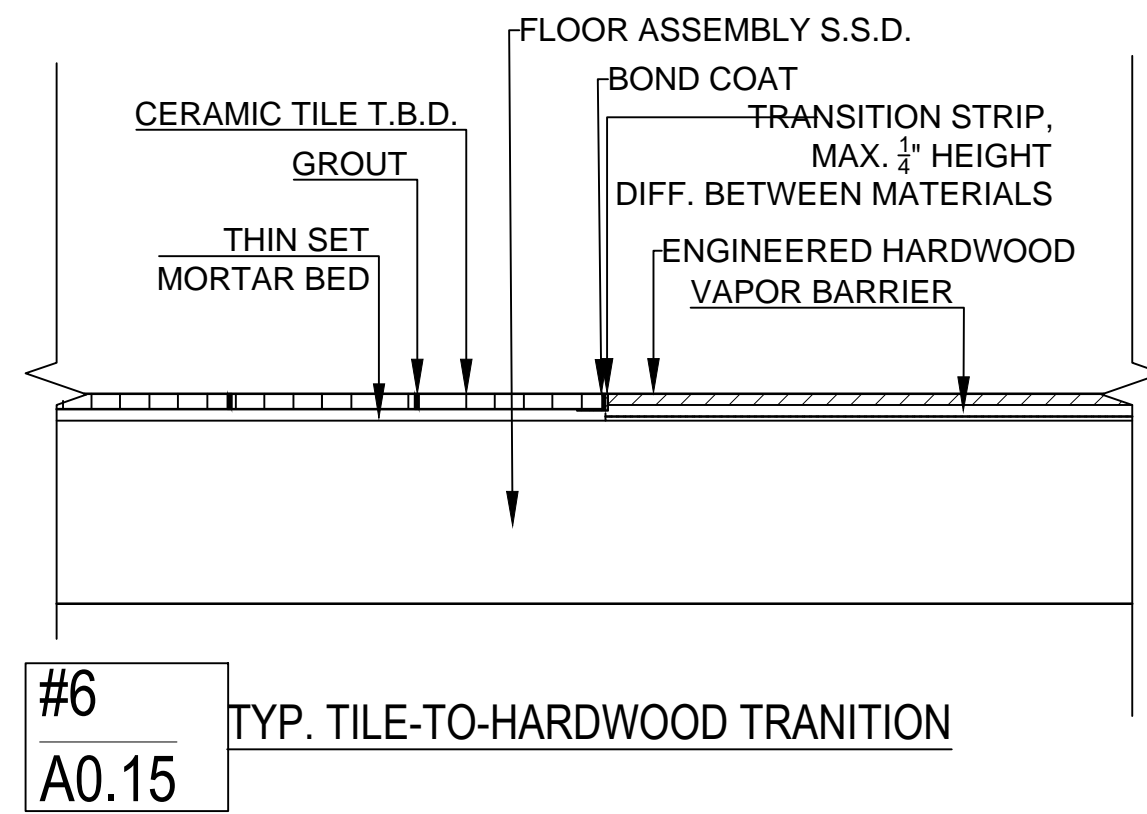 FLOOR ASSEMBLY S.S.D.
BOND COAT
CERAMIC TILE T.B.D.
TRANSITION STRIP,
MAX. 1/4" HEIGHT
DIFF. BETWEEN MATERIALS
GROUT
THIN SET
MORTAR BED
ENGINEERED HARDWOOD
VAPOR BARRIER
#6
A0.15
TYP. TILE-TO-HARDWOOD TRANITION